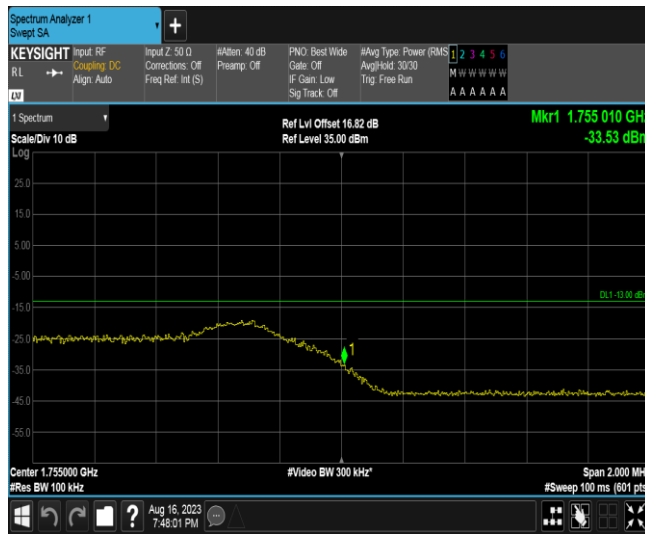 Spectrum Analyzer 1
Swept SA
+
KEYSIGHT
RL
LXI
Input: RF
Coupling: DC
Align: Auto
Input Z: 50 Ω
Corrections: Off
Freq Ref: Int (S)
#Atten: 40 dB
Preamp: Off
PNO: Best Wide
Gate: Off
IF Gain: Low
Sig Track: Off
#Avg Type: Power (RMS
Avg|Hold: 30/30
Trig: Free Run
1 2 3 4 5 6
M W W W W W
A A A A A A
1 Spectrum
Scale/Div 10 dB
Log
Ref Lvl Offset 16.82 dB
Ref Level 35.00 dBm
Mkr1 1.755 010 GHz
-33.53 dBm
25.0
15.0
5.00
-5.00
DL1 -13.00 dBm
-15.0
-25.0
1
-35.0
-45.0
-55.0
Center 1.755000 GHz
#Res BW 100 kHz
#Video BW 300 kHz*
Span 2.000 MH
#Sweep 100 ms (601 pts
?
Aug 16, 2023
7:48:01 PM